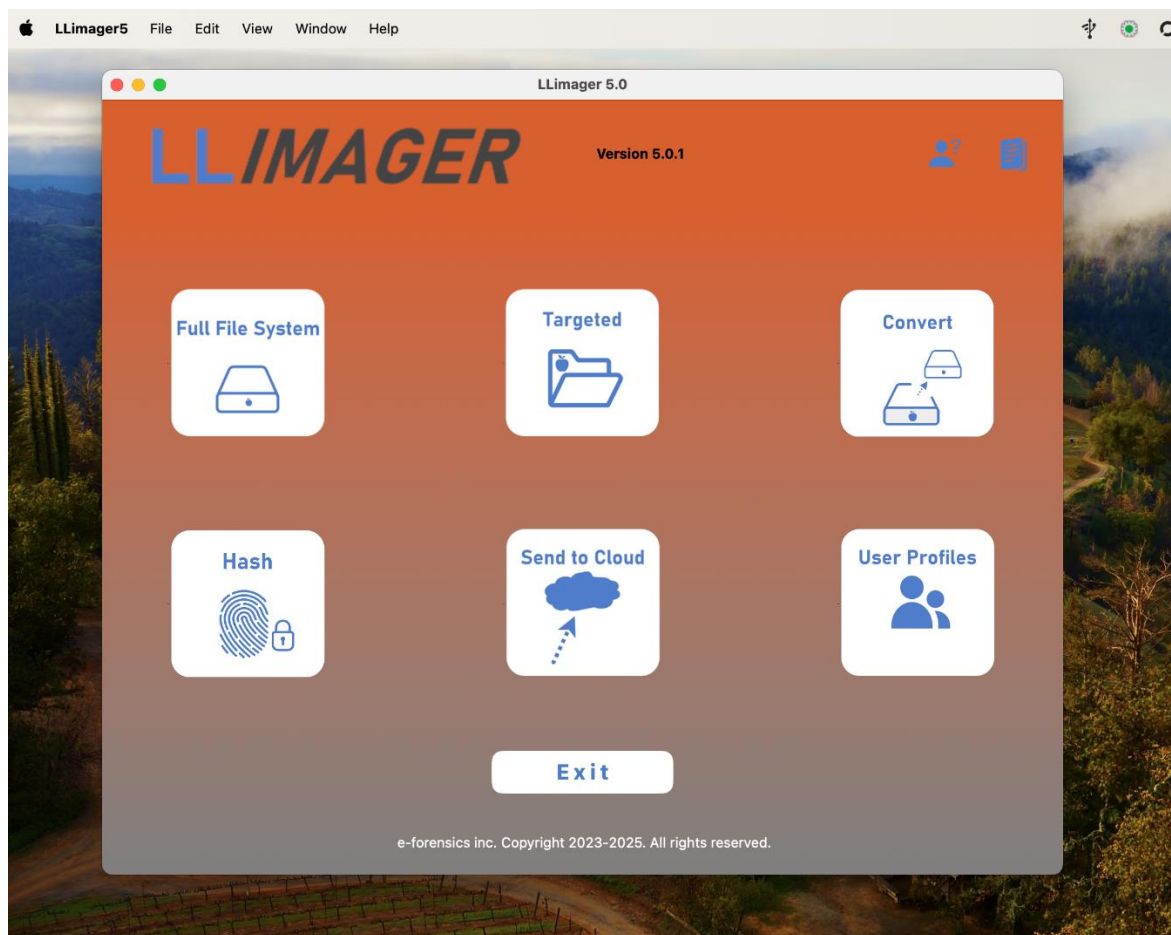 LLimager5 File Edit View Window Help
LLimager 5.0
LLIMAGER
Version 5.0.1
?
Full File System
Targeted
Convert
Hash
Send to Cloud
User Profiles
Exit
e-forensics inc. Copyright 2023-2025. All rights reserved.